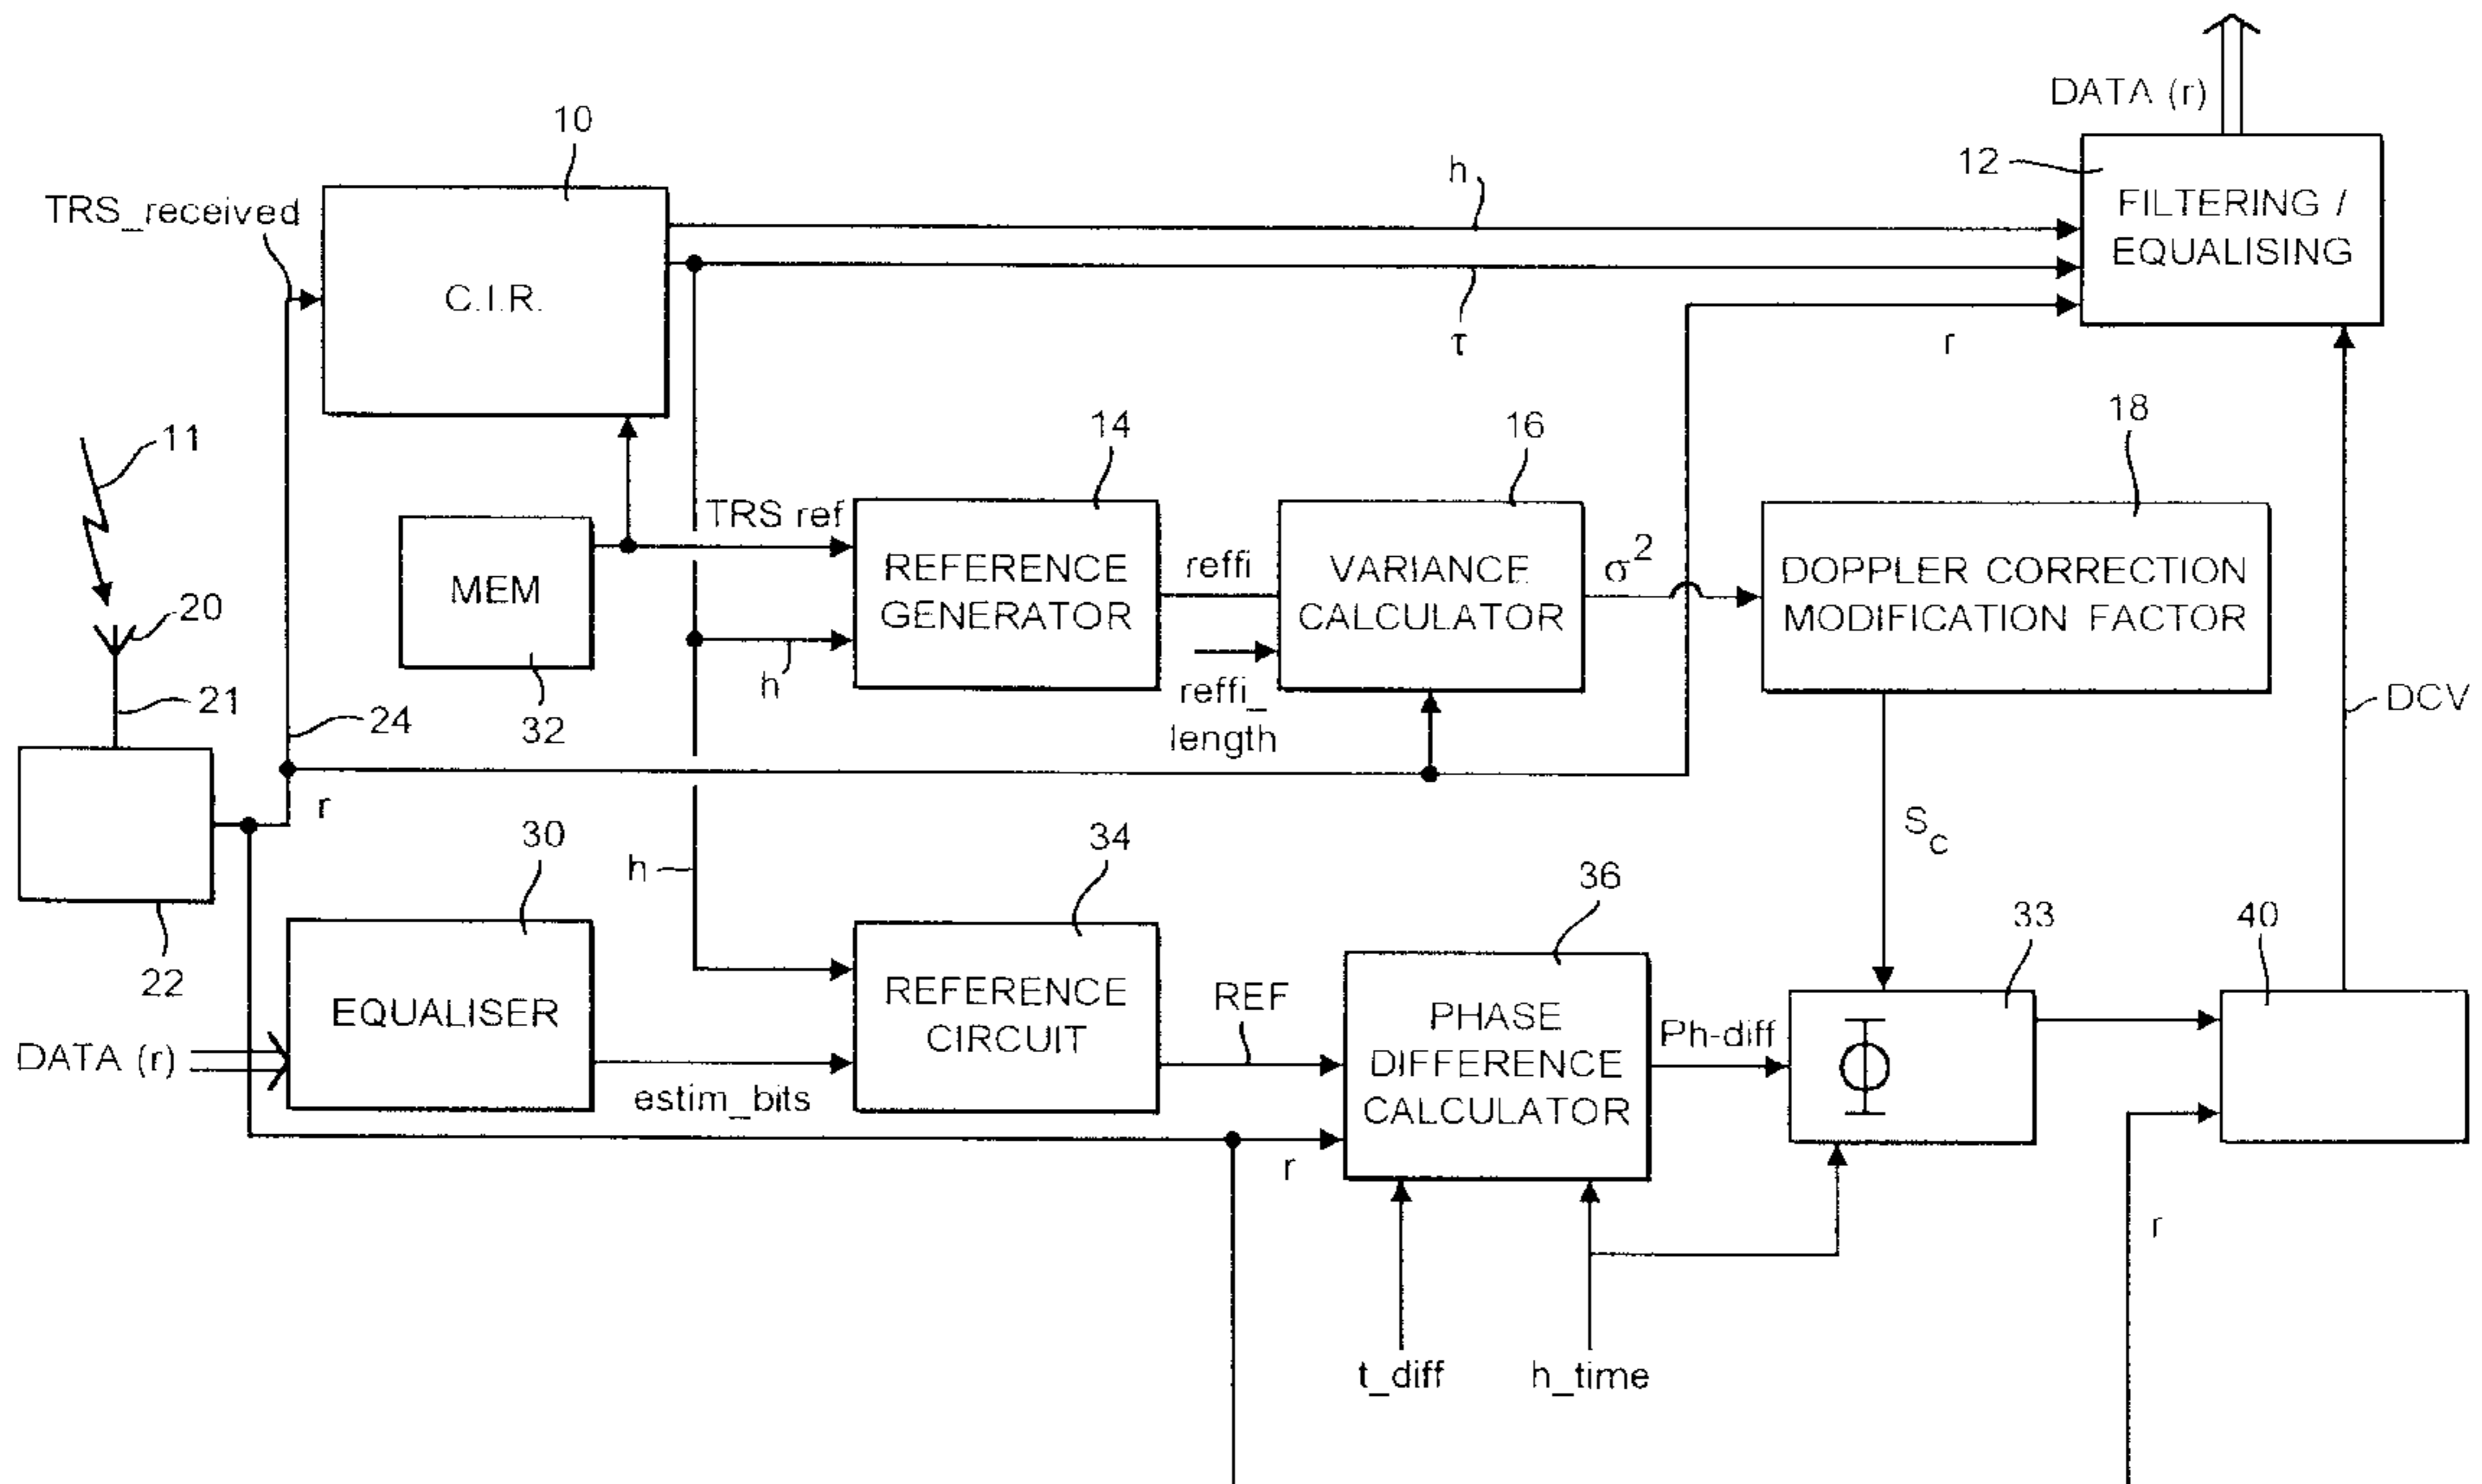 DATA (r)
10
12
FILTERING /
EQUALISING
h
TRS_received
C.I.R.
τ
r
11
14
16
18
TRS ref
MEM
REFERENCE
GENERATOR
reffi
VARIANCE
CALCULATOR
σ²
DOPPLER CORRECTION
MODIFICATION FACTOR
20
h
reffi_
length
21
24
32
DCV
r
S_c
30
34
h
36
33
40
22
EQUALISER
REFERENCE
CIRCUIT
REF
PHASE
DIFFERENCE
CALCULATOR
Ph-diff
Φ
DATA (r)
estim_bits
r
r
t_diff
h_time